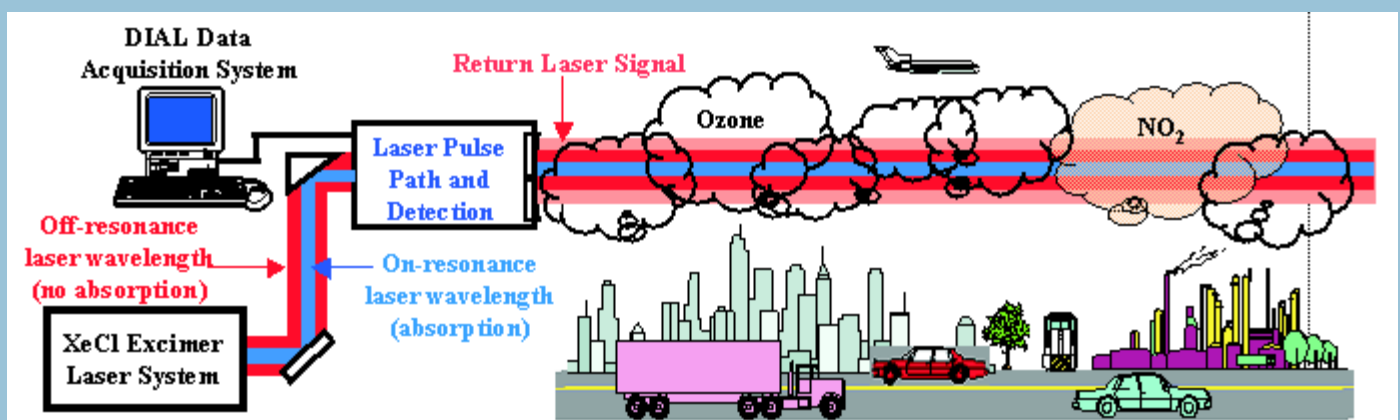 DIAL Data
Acquisition System
Return Laser Signal
Ozone
NO₂
Laser Pulse
Path and
Detection
Off-resonance
laser wavelength
(no absorption)
On-resonance
laser wavelength
(absorption)
XeCl Excimer
Laser System